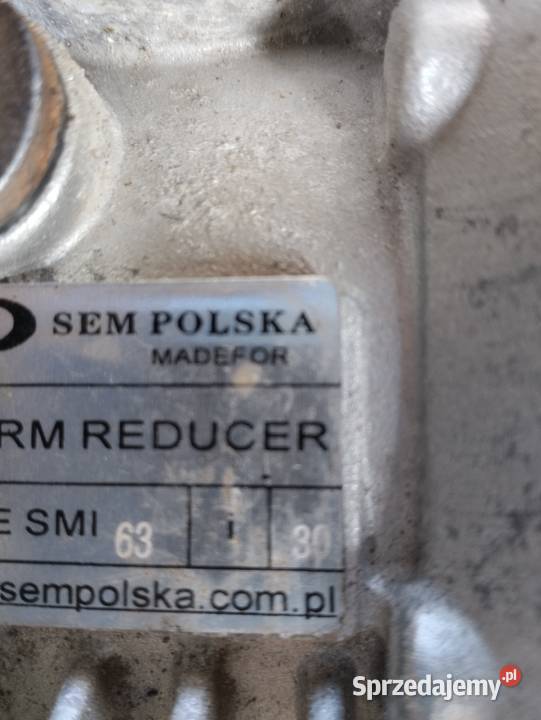 SEM POLSKA
MADEFOR
RM REDUCER
E SMI 63 I 30
sempolska.com.pl
Sprzedajemy.pl